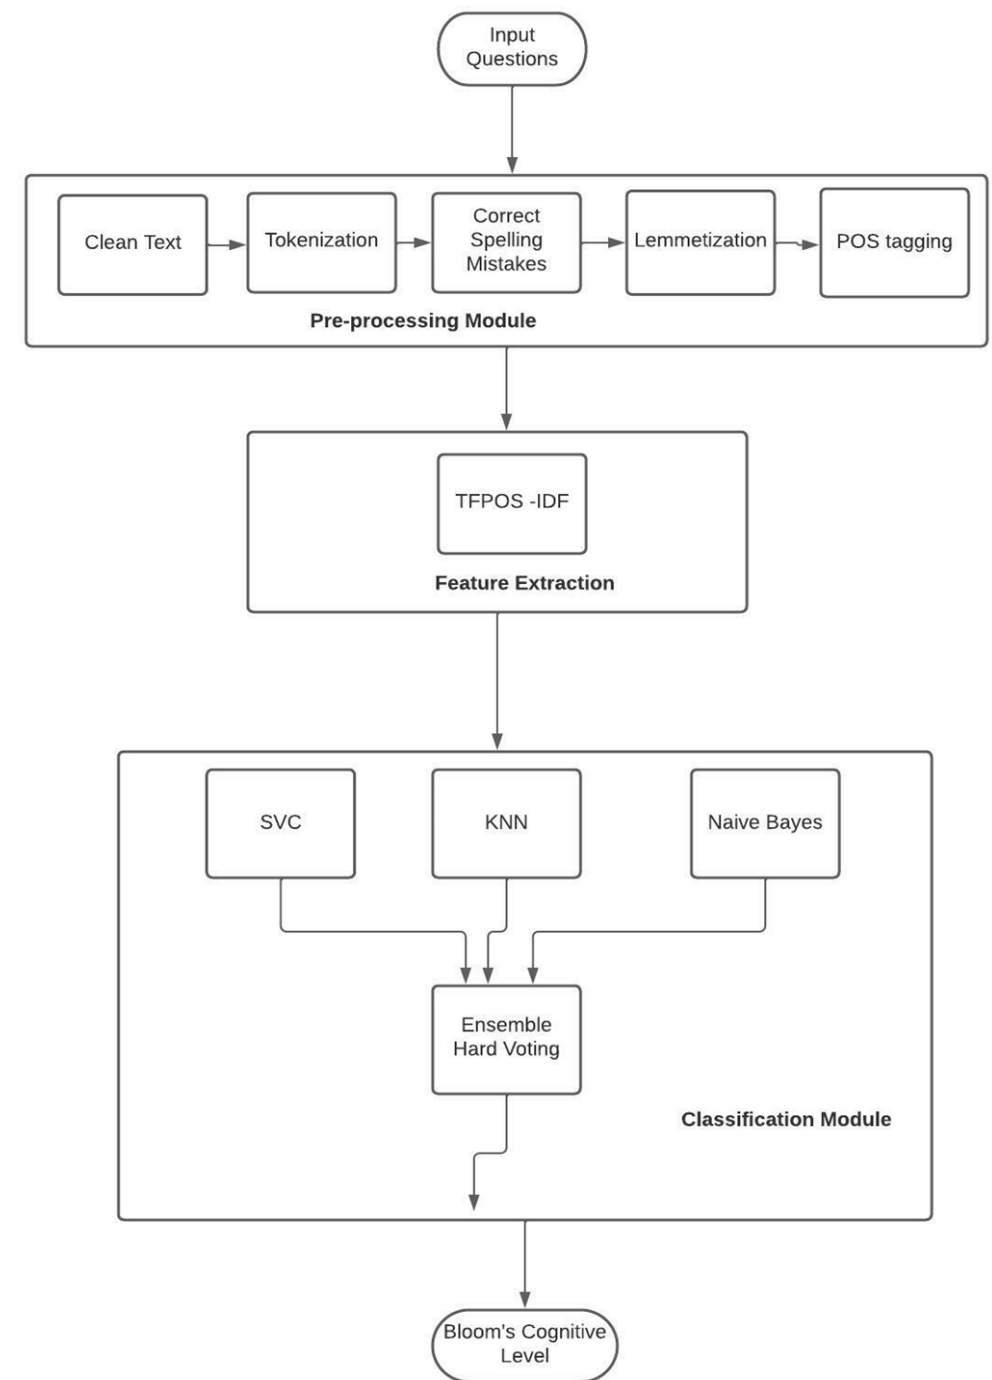 Input
Questions
Clean Text
Tokenization
Correct
Spelling
Mistakes
Lemmetization
POS tagging
Pre-processing Module
TFPOS -IDF
Feature Extraction
SVC
KNN
Naive Bayes
Ensemble
Hard Voting
Classification Module
Bloom's Cognitive
Level